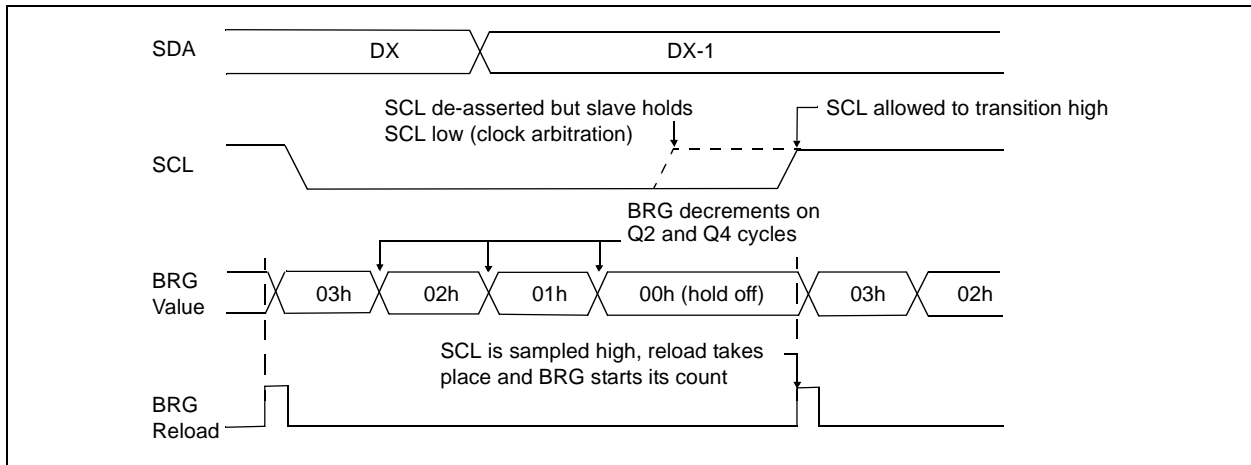 SDA
DX
DX-1
SCL de-asserted but slave holds
SCL low (clock arbitration)
SCL allowed to transition high
SCL
BRG decrements on
Q2 and Q4 cycles
BRG
Value
03h
02h
01h
00h (hold off)
03h
02h
SCL is sampled high, reload takes
place and BRG starts its count
BRG
Reload